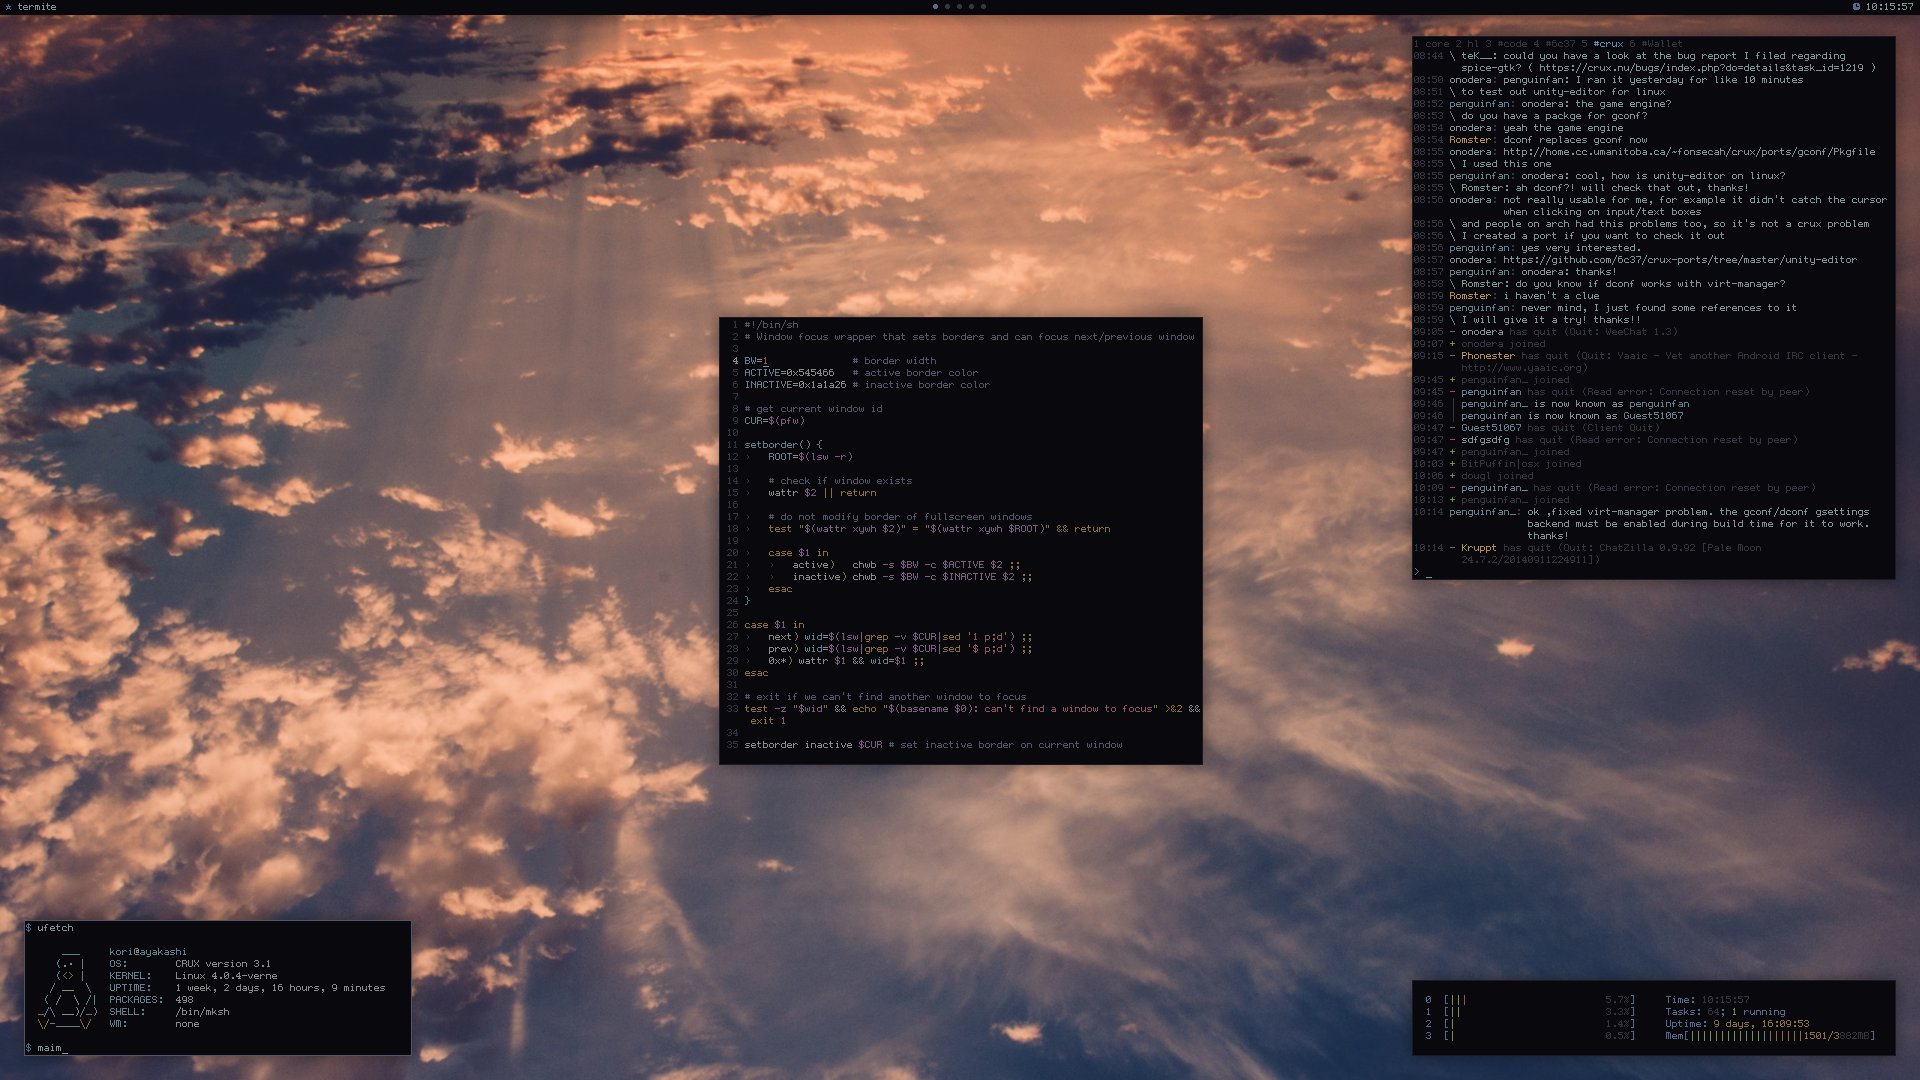 termite
10:15:57
1 core 2 hl 3 #code 4 #6c37 5 #crux 6 #Wallet
08:44 \ teK__: could you have a look at the bug report I filed regarding
spice-gtk? ( https://crux.nu/bugs/index.php?do=details&task_id=1219 )
08:50 onodera: penguinfan: I ran it yesterday for like 10 minutes
08:51 \ to test out unity-editor for linux
08:52 penguinfan: onodera: the game engine?
08:53 \ do you have a packge for gconf?
08:54 onodera: yeah the game engine
08:54 Romster: dconf replaces gconf now
08:55 onodera: http://home.cc.umanitoba.ca/~fonsecah/crux/ports/gconf/Pkgfile
08:55 \ I used this one
08:55 penguinfan: cool, how is unity-editor on linux?
08:55 \ Romster: ah dconf?! will check that out, thanks!
08:56 onodera: not really usable for me, for example it didn't catch the cursor
when clicking on input/text boxes
08:56 \ and people on arch had this problems too, so it's not a crux problem
08:56 \ I created a port if you want to check it out
08:56 penguinfan: yes very interested.
08:57 onodera: https://github.com/6c37/crux-ports/tree/master/unity-editor
08:57 penguinfan: onodera: thanks!
08:58 \ Romster: do you know if dconf works with virt-manager?
08:59 Romster: i haven't a clue
08:59 penguinfan: never mind, I just found some references to it
08:59 \ I will give it a try! thanks!!
09:05 - onodera has quit (Quit: WeeChat 1.3)
09:07 + onodera joined
09:15 - Phonester has quit (Quit: Yaaic - Yet another Android IRC client -
http://www.yaaic.org)
09:45 + penguinfan_ joined
09:45 - penguinfan has quit (Read error: Connection reset by peer)
09:46 | penguinfan_ is now known as penguinfan
09:46 | penguinfan is now known as Guest51067
09:47 - Guest51067 has quit (Client Quit)
09:47 - sdfgsdfg has quit (Read error: Connection reset by peer)
09:47 + penguinfan_ joined
10:03 + BitPuffin|osx joined
10:06 + dougl joined
10:09 - penguinfan_ has quit (Read error: Connection reset by peer)
10:13 + penguinfan_ joined
10:14 penguinfan_: ok ,fixed virt-manager problem. the gconf/dconf gsettings
backend must be enabled during build time for it to work.
thanks!
10:14 - Kruppt has quit (Quit: ChatZilla 0.9.92 [Pale Moon
24.7.2/20140911224911])
> _
1 #!/bin/sh
2 # Window focus wrapper that sets borders and can focus next/previous window
3
4 BW=1 # border width
5 ACTIVE=0x545466 # active border color
6 INACTIVE=0x1a1a26 # inactive border color
7
8 # get current window id
9 CUR=$(pfw)
10
11 setborder() {
12 › ROOT=$(lsw -r)
13
14 › # check if window exists
15 › wattr $2 || return
16
17 › # do not modify border of fullscreen windows
18 › test "$(wattr xywh $2)" = "$(wattr xywh $ROOT)" && return
19
20 › case $1 in
21 › › active) chwb -s $BW -c $ACTIVE $2 ;;
22 › › inactive) chwb -s $BW -c $INACTIVE $2 ;;
23 › esac
24 }
25
26 case $1 in
27 › next) wid=$(lsw|grep -v $CUR|sed '1 p;d') ;;
28 › prev) wid=$(lsw|grep -v $CUR|sed '$ p;d') ;;
29 › 0x*) wattr $1 && wid=$1 ;;
30 esac
31
32 # exit if we can't find another window to focus
33 test -z "$wid" && echo "$(basename $0): can't find a window to focus" >&2 &&
exit 1
34
35 setborder inactive $CUR # set inactive border on current window
$ ufetch
kori@ayakashi
OS: CRUX version 3.1
KERNEL: Linux 4.0.4-verne
UPTIME: 1 week, 2 days, 16 hours, 9 minutes
PACKAGES: 498
SHELL: /bin/mksh
WM: none
$ maim_
0 [||| 5.7%] Time: 10:15:57
1 [|| 3.3%] Tasks: 64; 1 running
2 [| 1.4%] Uptime: 9 days, 16:09:53
3 [| 0.5%] Mem[|||||||||||||||||||1501/3882MB]